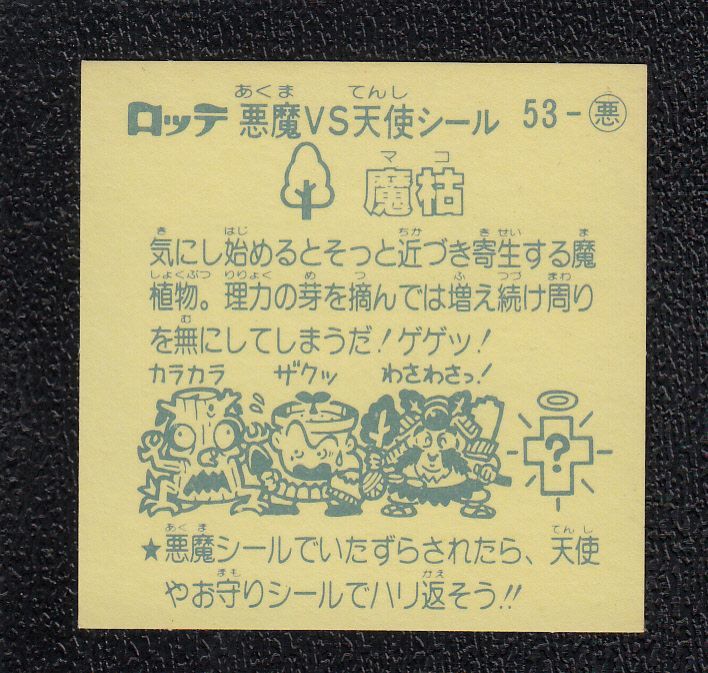 あくま てんし
ロッテ 悪魔VS天使シール 53-悪
マコ
魔枯
き はじ ちか きせい ま
気にし始めるとそっと近づき寄生する魔
しょくぶつ りりょく め つ ふ つづ まわ
植物。理力の芽を摘んでは増え続け周り
む
を無にしてしまうだ!ゲゲッ!
カラカラ ザクッ わさわさっ!
?
あくま てんし
★悪魔シールでいたずらされたら、天使
まも かえ
やお守りシールでハリ返そう!!